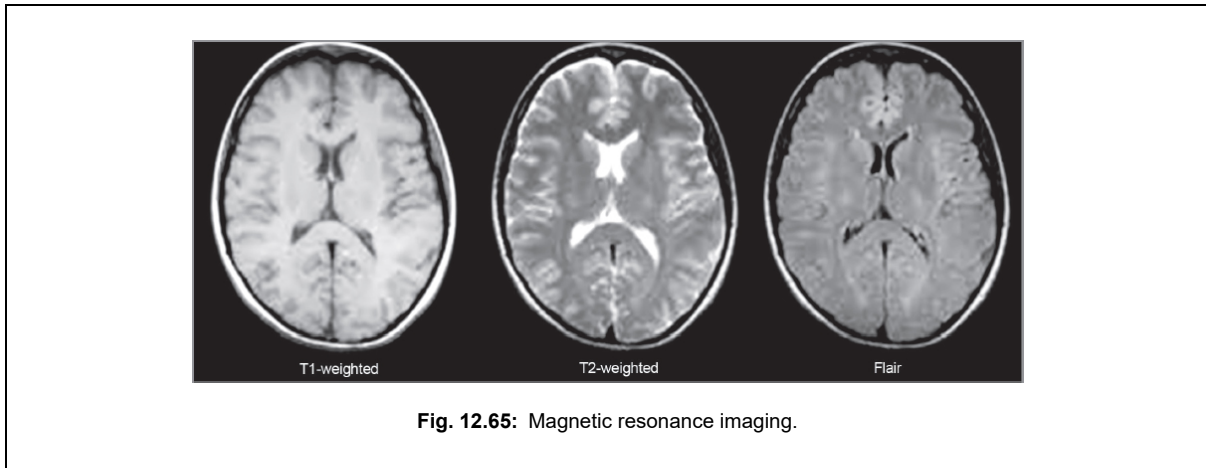 T1-weighted T2-weighted Flair
Fig. 12.65: Magnetic resonance imaging.